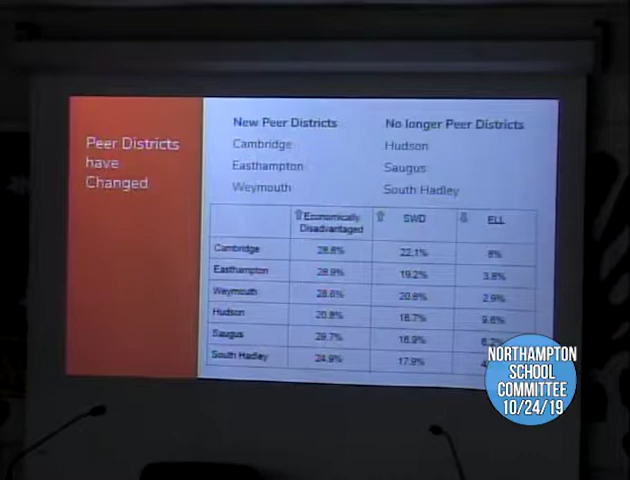 Peer Districts
have
Changed
New Peer Districts
Cambridge
Easthampton
Weymouth
No longer Peer Districts
Hudson
Saugus
South Hadley
⇧Economically Disadvantaged ⇧ SWD ⇩ ELL
Cambridge 28.8% 22.1% 8%
Easthampton 28.9% 19.2% 3.8%
Weymouth 28.6% 20.8% 2.9%
Hudson 20.8% 18.7% 9.6%
Saugus 29.7% 16.9%
South Hadley 24.9% 17.9%
NORTHAMPTON
SCHOOL
COMMITTEE
10/24/19